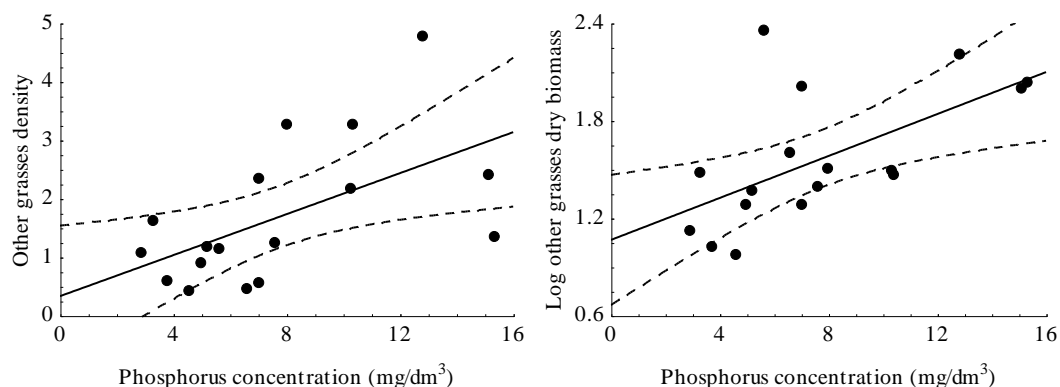 Other grasses density
5
4
3
2
1
0
0 4 8 12 16
Phosphorus concentration (mg/dm³)
Log other grasses dry biomass
2.4
1.8
1.2
0.6
0 4 8 12 16
Phosphorus concentration (mg/dm³)